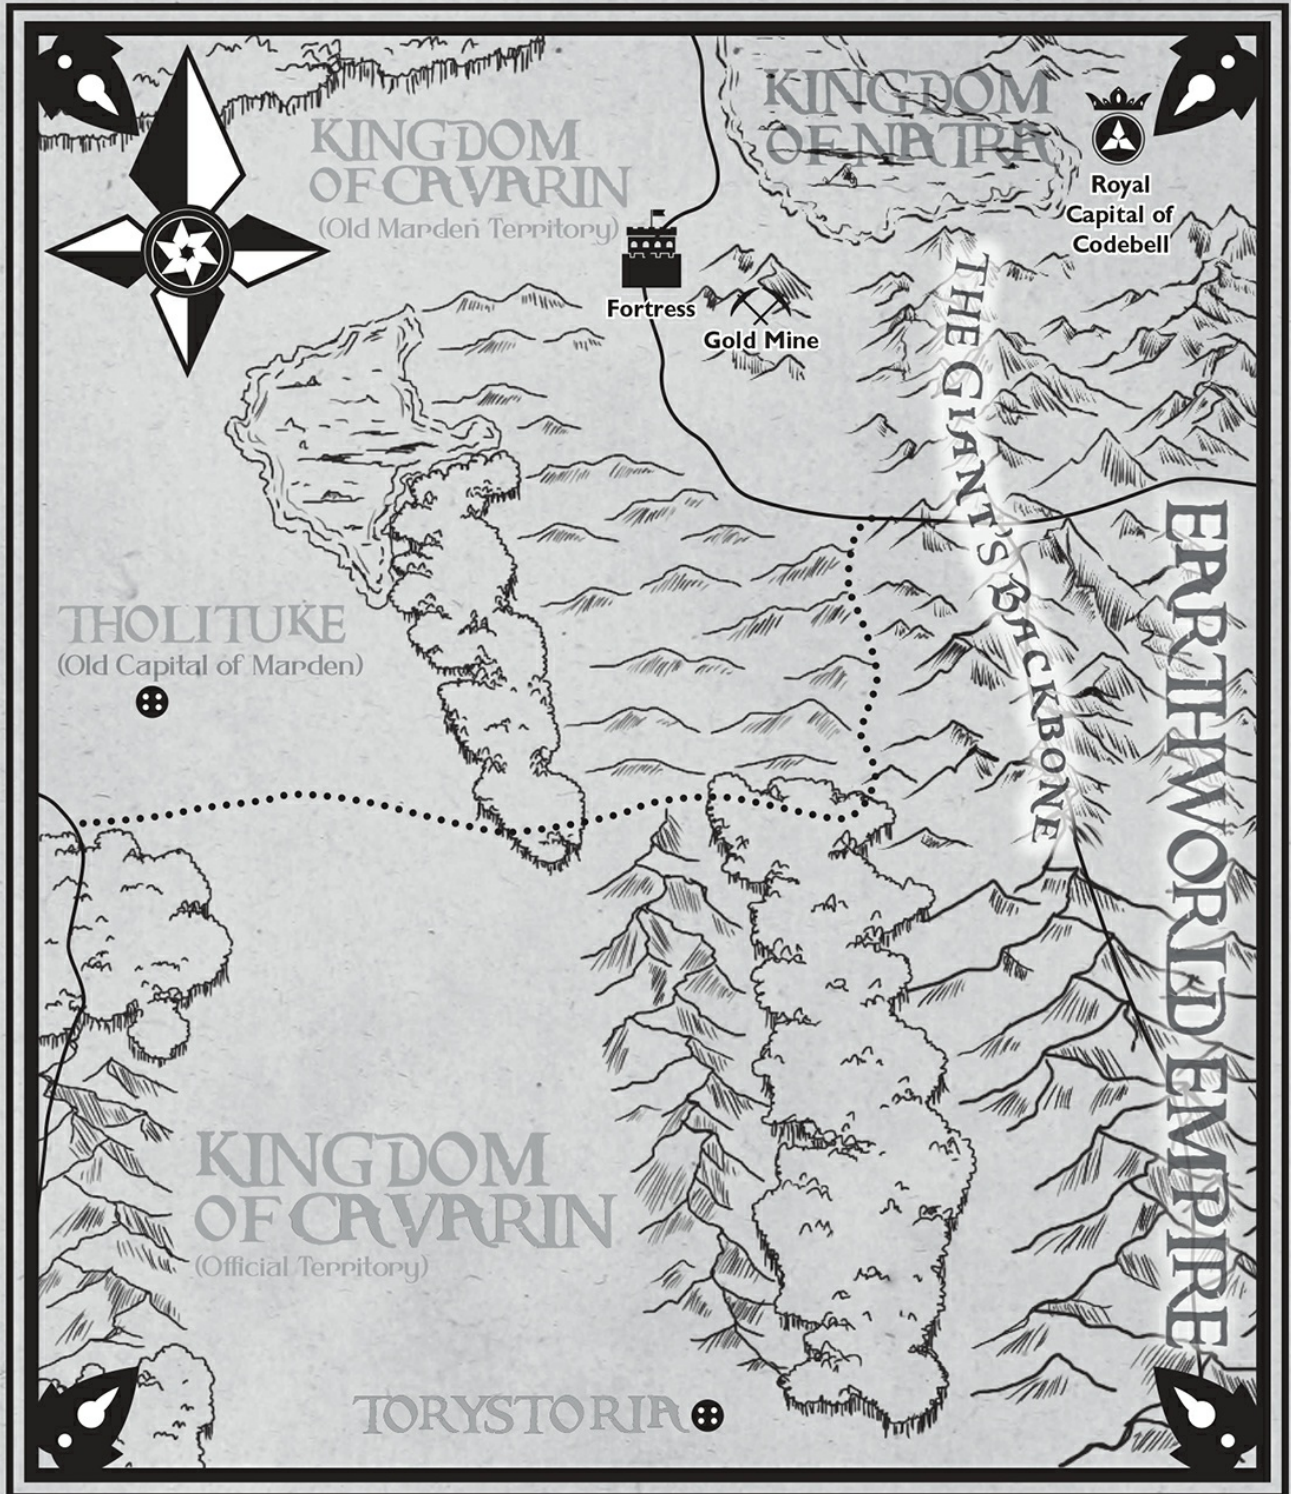 KINGDOM
OF NATRA
Royal
Capital of
Codebell
KINGDOM
OF CAVARIN
(Old Marden Territory)
Fortress
Gold Mine
THE GIANT'S BACKBONE
EARTHWORLD EMPIRE
THOLITUKE
(Old Capital of Marden)
KINGDOM
OF CAVARIN
(Official Territory)
TORYSTORIA